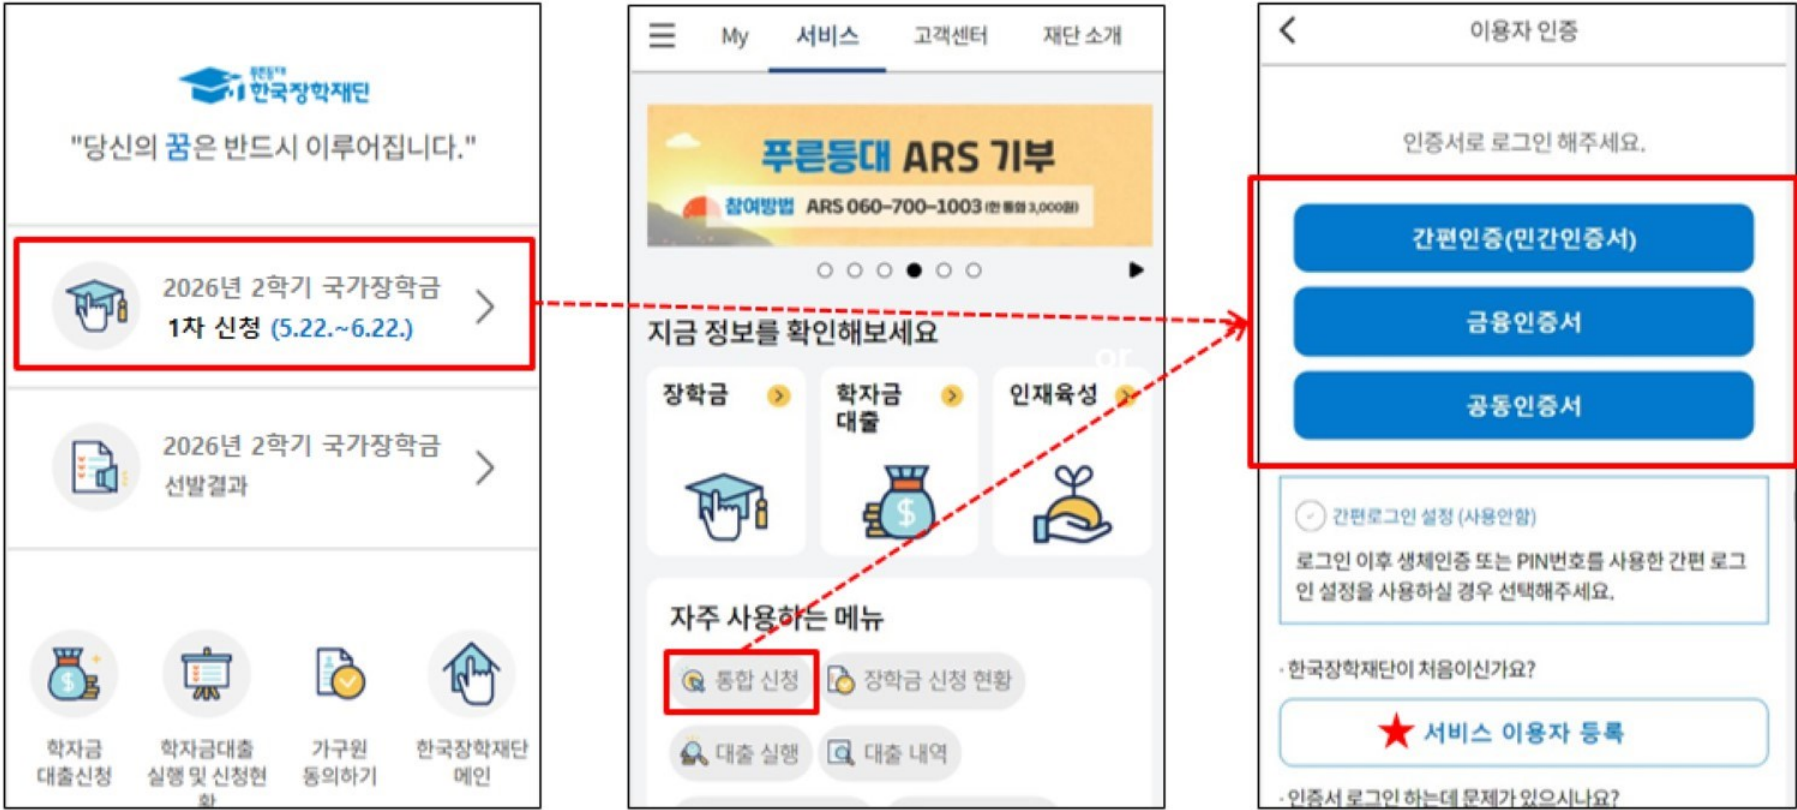 푸른등대
한국장학재단
"당신의 꿈은 반드시 이루어집니다."
2026년 2학기 국가장학금
1차 신청 (5.22.~6.22.)
2026년 2학기 국가장학금
선발결과
학자금
대출신청
학자금대출
실행 및 신청현
황
가구원
동의하기
한국장학재단
메인
My
서비스
고객센터
재단 소개
푸른등대 ARS 기부
참여방법 ARS 060-700-1003 (한 통화 3,000원)
지금 정보를 확인해보세요
or
장학금
학자금
대출
인재육성
자주 사용하는 메뉴
통합 신청
장학금 신청 현황
대출 실행
대출 내역
이용자 인증
인증서로 로그인 해주세요.
간편인증(민간인증서)
금융인증서
공동인증서
간편로그인 설정 (사용안함)
로그인 이후 생체인증 또는 PIN번호를 사용한 간편 로그
인 설정을 사용하실 경우 선택해주세요.
· 한국장학재단이 처음이신가요?
★ 서비스 이용자 등록
· 인증서 로그인 하는데 문제가 있으시나요?